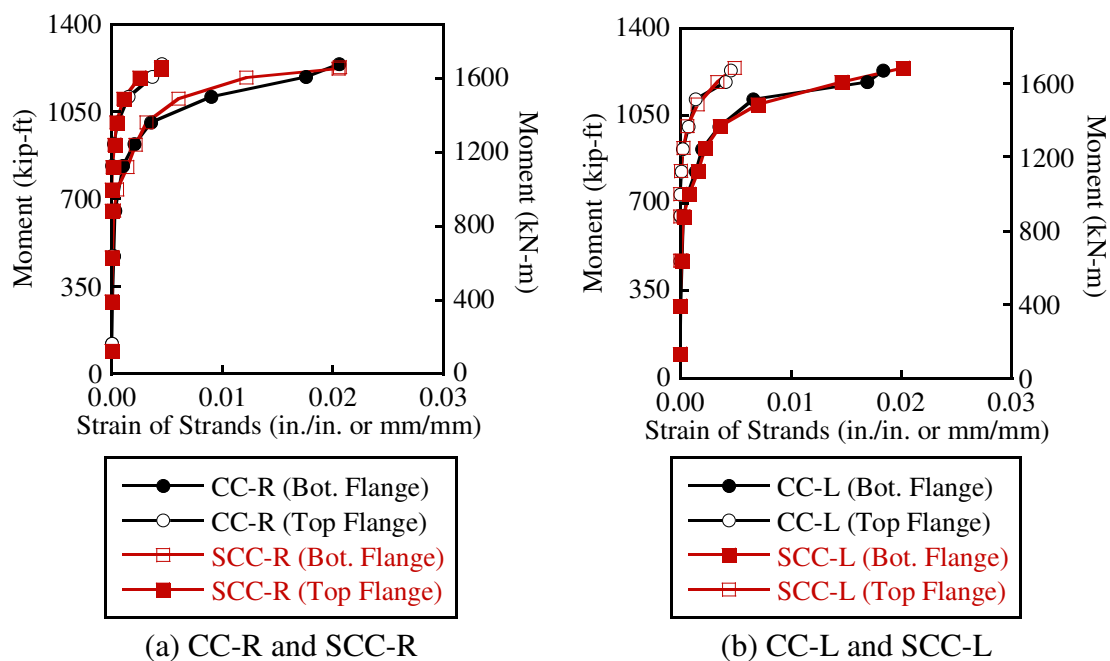 1400
1050
700
350
0
Moment (kip-ft)
1600
1200
800
400
0
Moment (kN-m)
0.00 0.01 0.02 0.03
Strain of Strands (in./in. or mm/mm)
CC-R (Bot. Flange)
CC-R (Top Flange)
SCC-R (Bot. Flange)
SCC-R (Top Flange)
(a) CC-R and SCC-R
1400
1050
700
350
0
Moment (kip-ft)
1600
1200
800
400
0
Moment (kN-m)
0.00 0.01 0.02 0.03
Strain of Strands (in./in. or mm/mm)
CC-L (Bot. Flange)
CC-L (Top Flange)
SCC-L (Bot. Flange)
SCC-L (Top Flange)
(b) CC-L and SCC-L